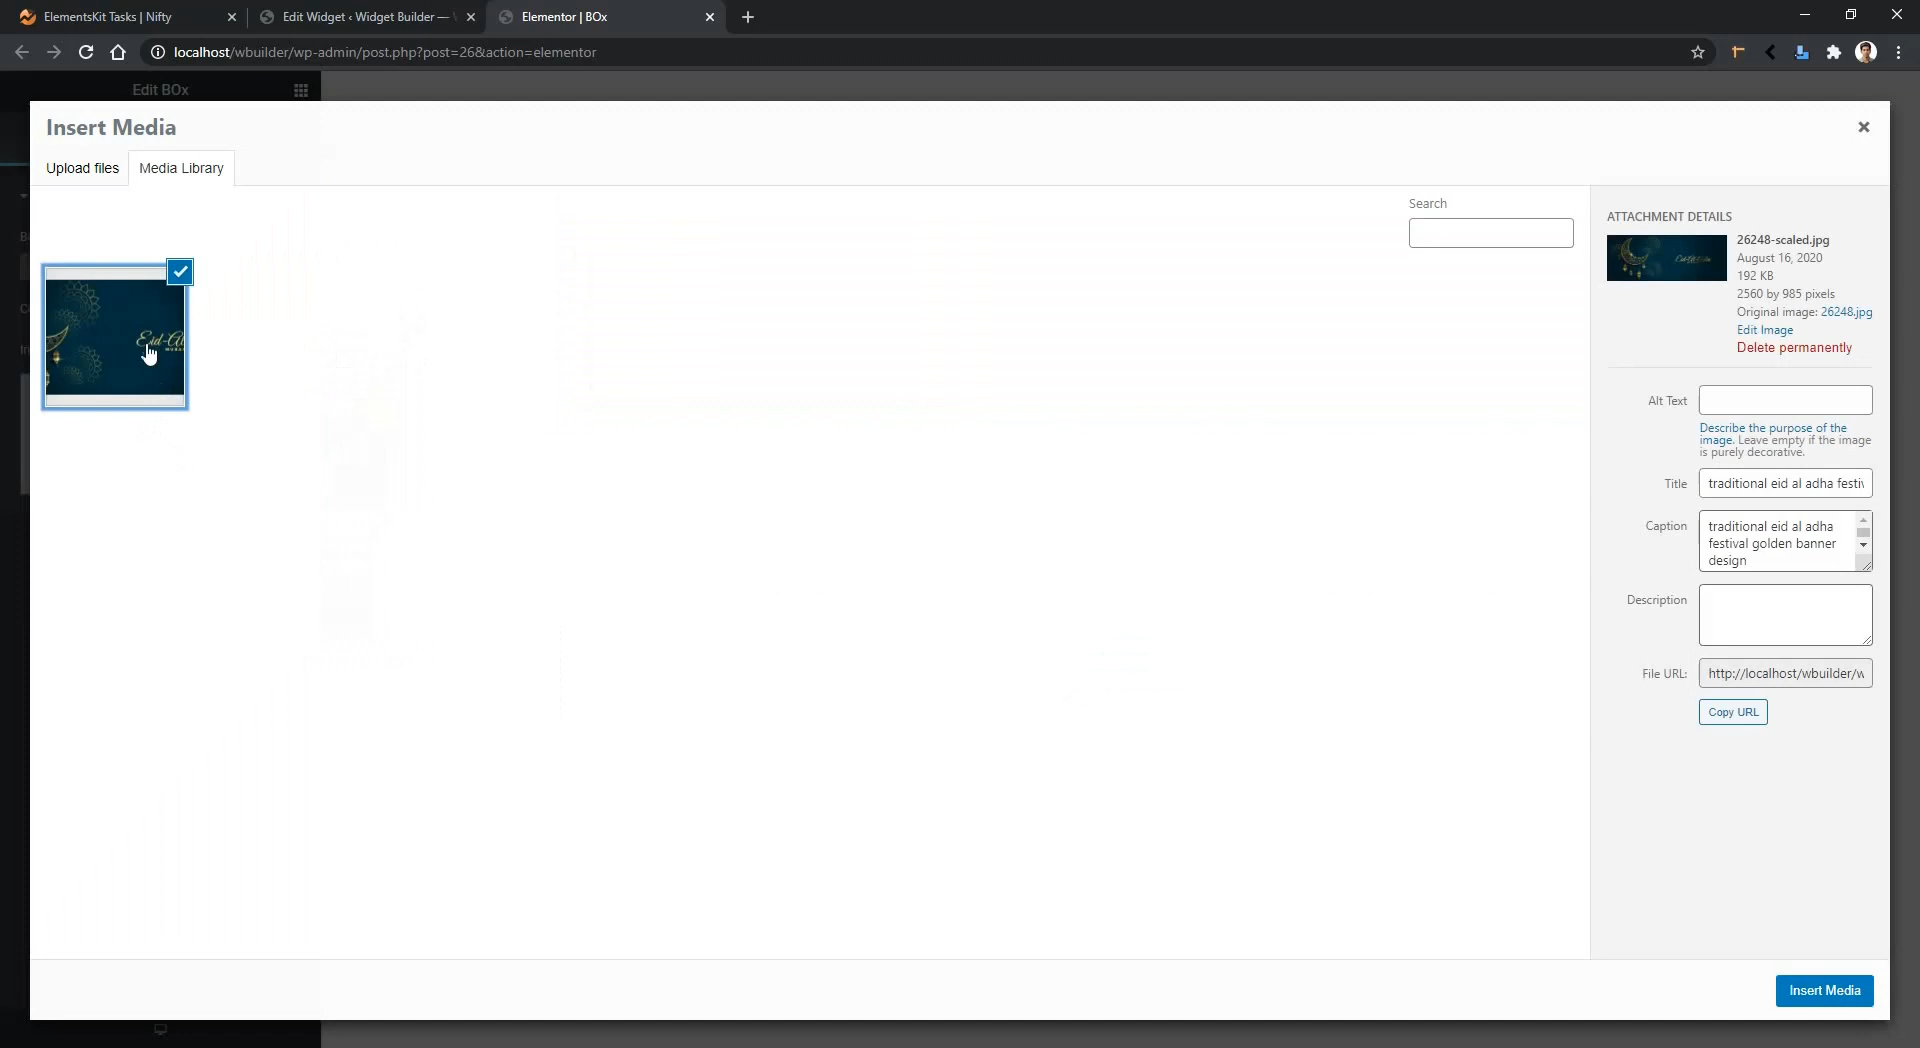 ElementsKit Tasks | Nifty
Edit Widget ‹ Widget Builder —
Elementor | BOx
localhost/wbuilder/wp-admin/post.php?post=26&action=elementor
Edit BOx
Insert Media
Upload files
Media Library
Search
Eid-Al
ATTACHMENT DETAILS
26248-scaled.jpg
August 16, 2020
192 KB
2560 by 985 pixels
Original image: 26248.jpg
Edit Image
Delete permanently
Alt Text
Describe the purpose of the
image. Leave empty if the image
is purely decorative.
Title
traditional eid al adha festiv
Caption
traditional eid al adha
festival golden banner
design
Description
File URL:
http://localhost/wbuilder/w
Copy URL
Insert Media